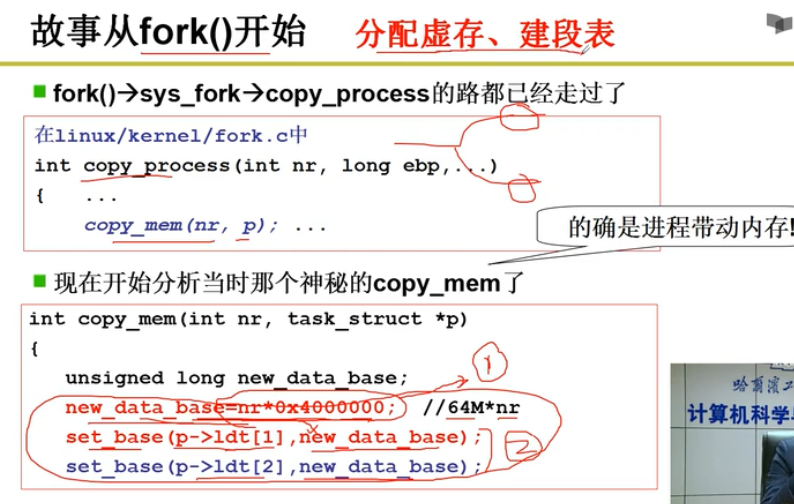 故事从fork()开始 分配虚存、建段表
■ fork()→sys_fork→copy_process的路都已经走过了
在linux/kernel/fork.c中
int copy_process(int nr, long ebp,...)
{ ...
copy_mem(nr, p); ...
的确是进程带动内存!
■ 现在开始分析当时那个神秘的copy_mem了
int copy_mem(int nr, task_struct *p)
{
unsigned long new_data_base;
1
new_data_base=nr*0x4000000; //64M*nr
set_base(p->ldt[1],new_data_base);
2
set_base(p->ldt[2],new_data_base);
哈爾濱
计算机科学